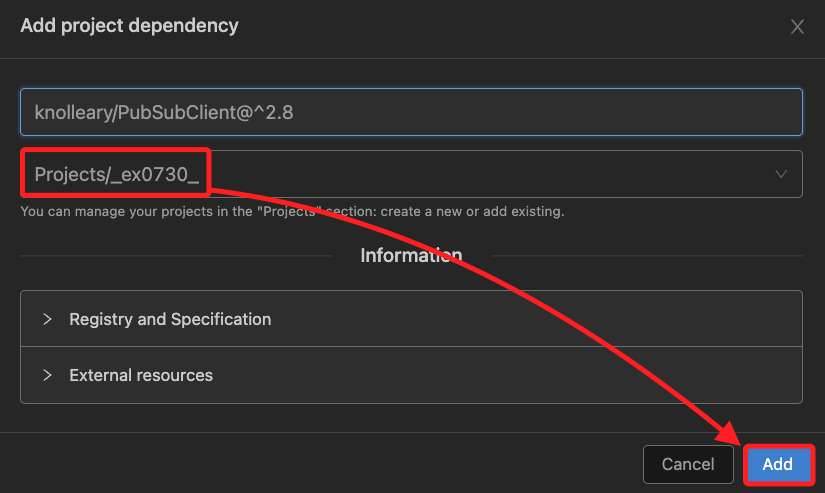 Add project dependency
knolleary/PubSubClient@^2.8
Projects/_ex0730_
You can manage your projects in the "Projects" section: create a new or add existing.
Information
Registry and Specification
External resources
Cancel
Add